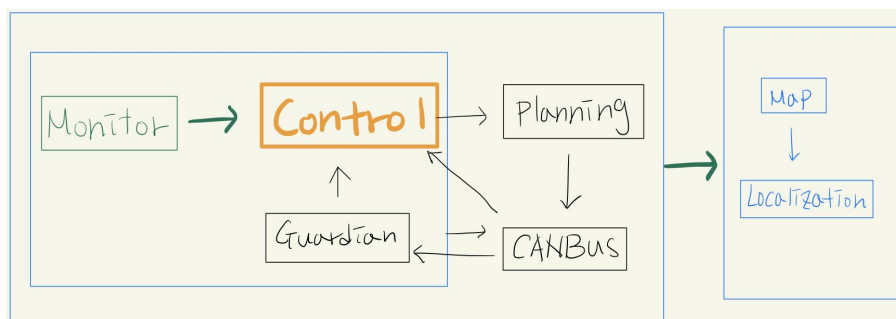 Monitor
Control
Planning
Map
Localization
Guardian
CANBus